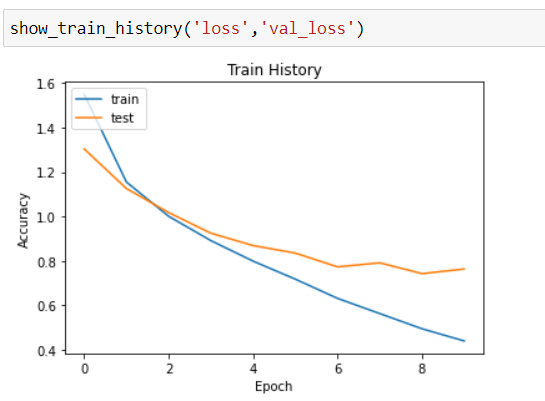 show_train_history('loss','val_loss')
Train History
train
test
1.6
1.4
1.2
1.0
0.8
0.6
0.4
Accuracy
0 2 4 6 8
Epoch